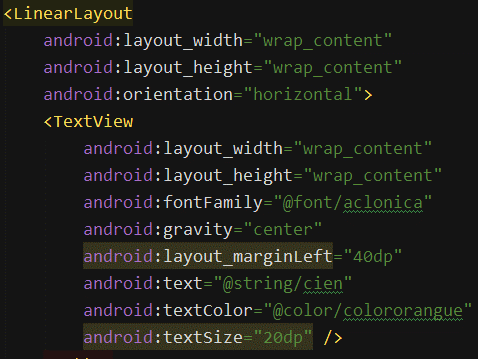 <LinearLayout
android:layout_width="wrap_content"
android:layout_height="wrap_content"
android:orientation="horizontal">
<TextView
android:layout_width="wrap_content"
android:layout_height="wrap_content"
android:fontFamily="@font/aclonica"
android:gravity="center"
android:layout_marginLeft="40dp"
android:text="@string/cien"
android:textColor="@color/colororangue"
android:textSize="20dp" />